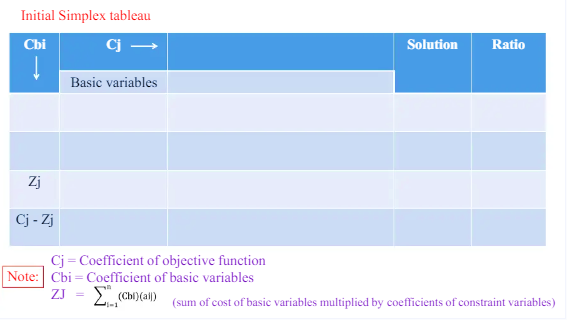 Initial Simplex tableau
Cbi Cj Solution Ratio
Basic variables
Zj
Cj - Zj
Cj = Coefficient of objective function
Note: Cbi = Coefficient of basic variables
ZJ = ∑ⁿᵢ₌₁ (Cbi)(aij) (sum of cost of basic variables multiplied by coefficients of constraint variables)